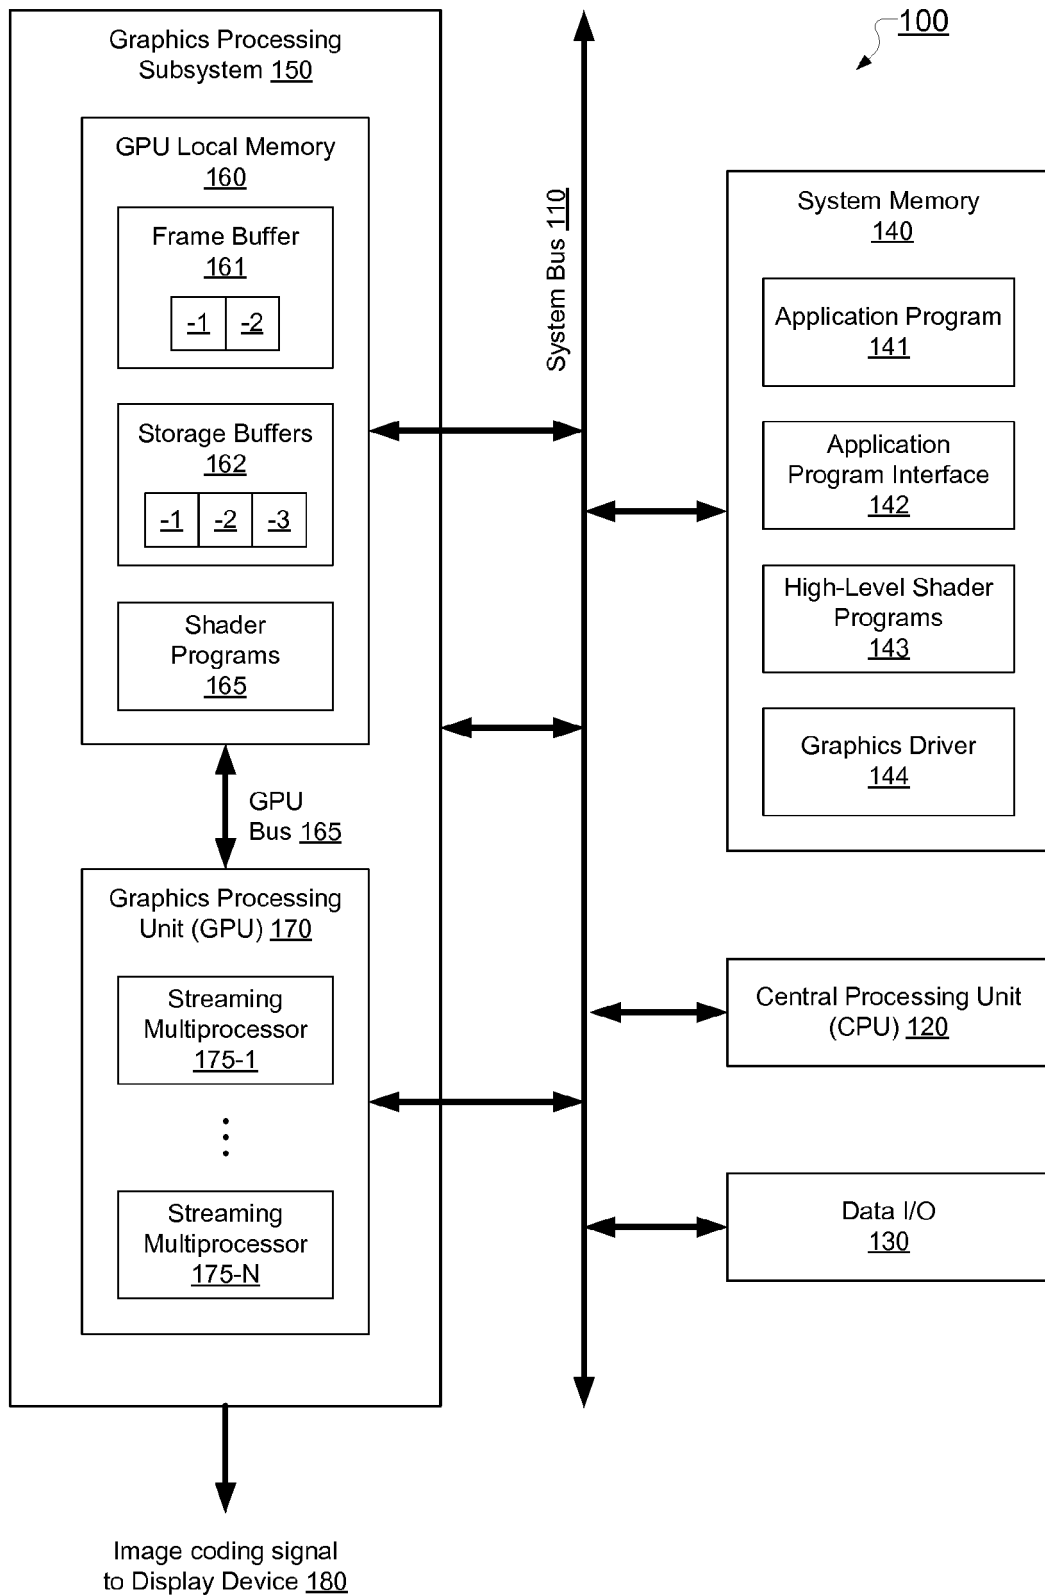 100
Graphics Processing
Subsystem 150
GPU Local Memory
160
Frame Buffer
161
-1 -2
Storage Buffers
162
-1 -2 -3
Shader
Programs
165
GPU
Bus 165
Graphics Processing
Unit (GPU) 170
Streaming
Multiprocessor
175-1
Streaming
Multiprocessor
175-N
Image coding signal
to Display Device 180
System Bus 110
System Memory
140
Application Program
141
Application
Program Interface
142
High-Level Shader
Programs
143
Graphics Driver
144
Central Processing Unit
(CPU) 120
Data I/O
130